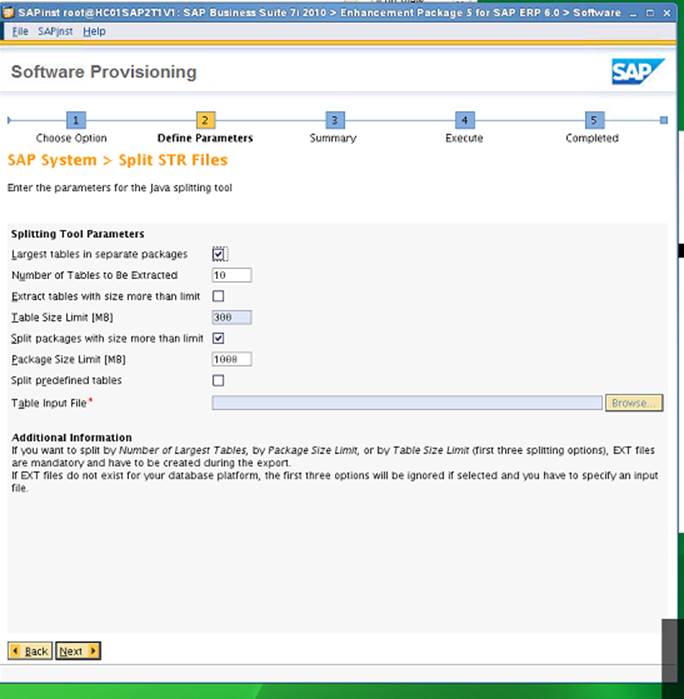 SAPinst root@HC01SAP2T1V1: SAP Business Suite 7i 2010 > Enhancement Package 5 for SAP ERP 6.0 > Software
File SAPinst Help
Software Provisioning
SAP
1 2 3 4 5
Choose Option Define Parameters Summary Execute Completed
SAP System > Split STR Files
Enter the parameters for the Java splitting tool
Splitting Tool Parameters
Largest tables in separate packages
Number of Tables to Be Extracted 10
Extract tables with size more than limit
Table Size Limit [MB] 300
Split packages with size more than limit
Package Size Limit [MB] 1000
Split predefined tables
Table Input File* Browse...
Additional Information
If you want to split by Number of Largest Tables, by Package Size Limit, or by Table Size Limit (first three splitting options), EXT files
are mandatory and have to be created during the export.
If EXT files do not exist for your database platform, the first three options will be ignored if selected and you have to specify an input
file.
Back Next